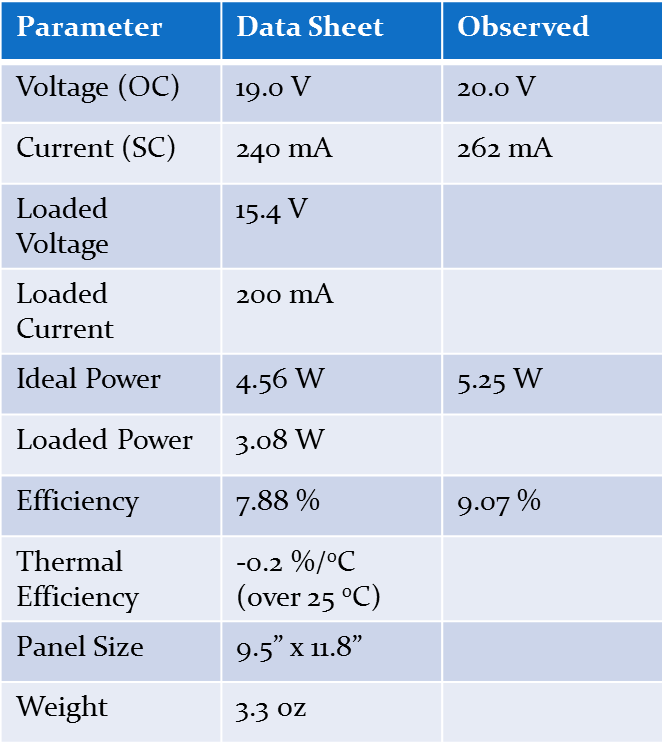 Parameter Data Sheet Observed
Voltage (OC) 19.0 V 20.0 V
Current (SC) 240 mA 262 mA
Loaded 15.4 V
Voltage
Loaded 200 mA
Current
Ideal Power 4.56 W 5.25 W
Loaded Power 3.08 W
Efficiency 7.88 % 9.07 %
Thermal -0.2 %/°C
Efficiency (over 25 °C)
Panel Size 9.5” x 11.8”
Weight 3.3 oz